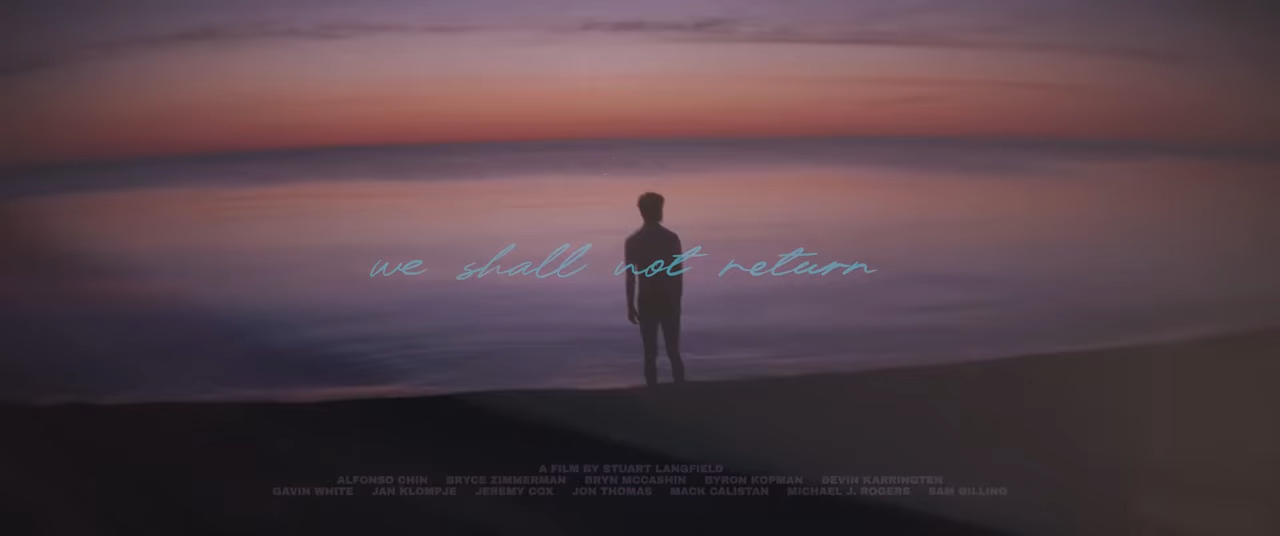 we shall not return
A FILM BY STUART LANGFIELD
ALFONSO CHIN BRYCE ZIMMERMAN BRYN MCCASHIN BYRON KOPMAN DEVIN KARRINGTEN
GAVIN WHITE JAN KLOMPJE JEREMY COX JON THOMAS MACK CALISTAN MICHAEL J. ROGERS SAM GILLING